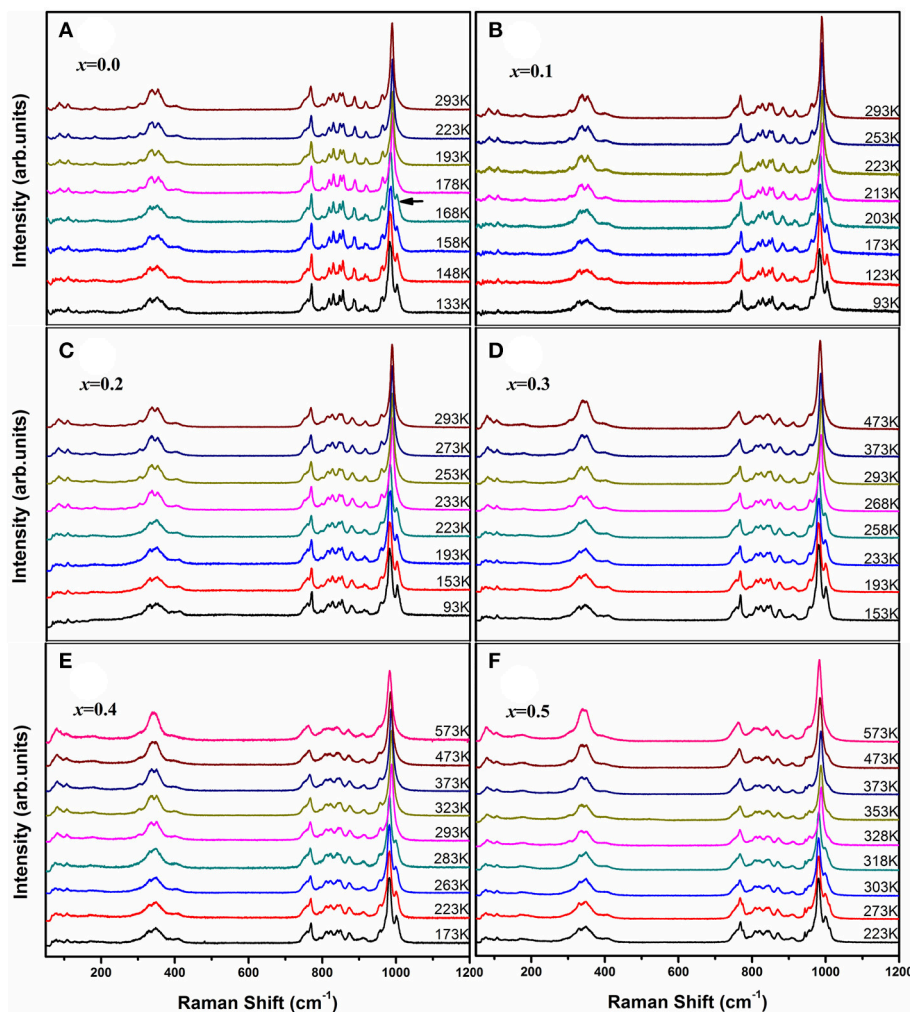 A
x=0.0
293K
223K
193K
178K
168K
158K
148K
133K
B
x=0.1
293K
253K
223K
213K
203K
173K
123K
93K
Intensity (arb.units)
C
x=0.2
293K
273K
253K
233K
223K
193K
153K
93K
D
x=0.3
473K
373K
293K
268K
258K
233K
193K
153K
Intensity (arb.units)
E
x=0.4
573K
473K
373K
323K
293K
283K
263K
223K
173K
F
x=0.5
573K
473K
373K
353K
328K
318K
303K
273K
223K
Intensity (arb.units)
200 400 600 800 1000 1200
200 400 600 800 1000 1200
Raman Shift (cm⁻¹)
Raman Shift (cm⁻¹)